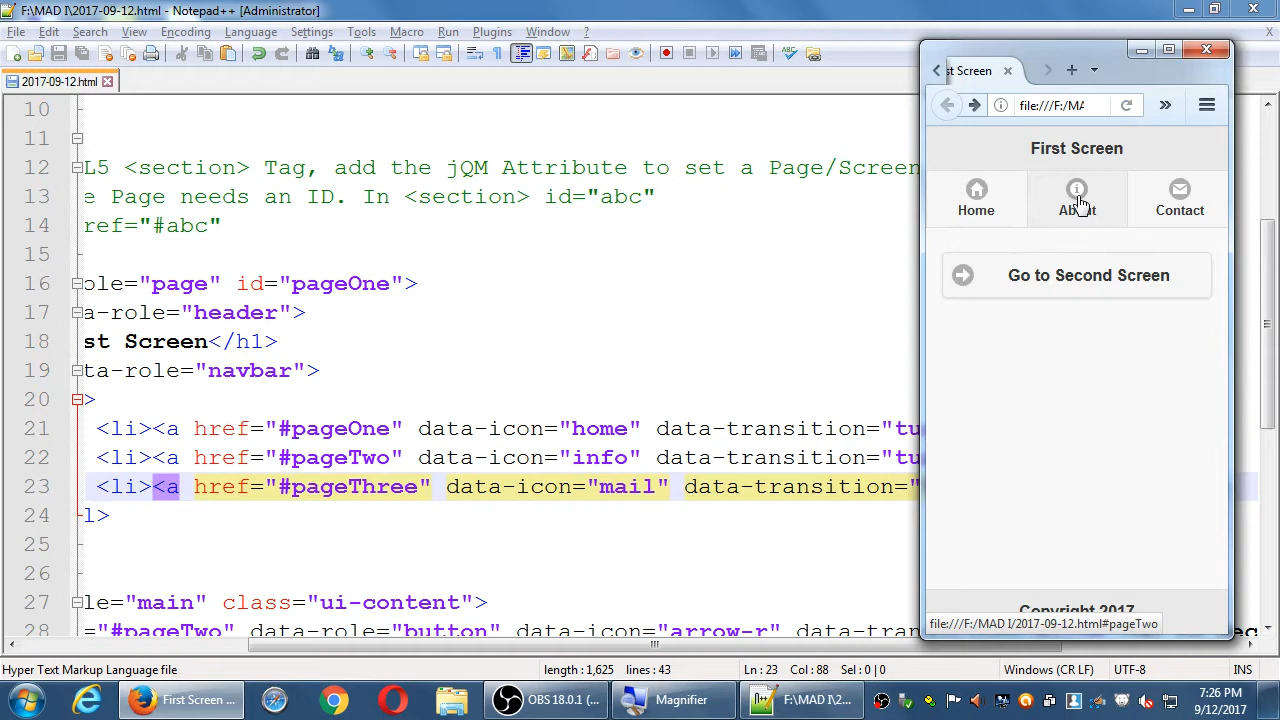 F:\MAD I\2017-09-12.html - Notepad++ [Administrator]
File Edit Search View Encoding Language Settings Tools Macro Run Plugins Window ?
X
2017-09-12.html
10
11
12 L5 <section> Tag, add the jQM Attribute to set a Page/Screen
13 e Page needs an ID. In <section> id="abc"
14 ref="#abc"
15
16 ole="page" id="pageOne">
17 a-role="header">
18 st Screen</h1>
19 ta-role="navbar">
20 >
21 <li><a href="#pageOne" data-icon="home" data-transition="tu
22 <li><a href="#pageTwo" data-icon="info" data-transition="tu
23 <li><a href="#pageThree" data-icon="mail" data-transition="
24 l>
25
26
27 le="main" class="ui-content">
28 ="#pageTwo" data-role="button" data-icon="arrow-r" data-tran
st Screen
file:///F:/MA
First Screen
Home About Contact
Go to Second Screen
Copyright 2017
file:///F:/MAD I/2017-09-12.html#pageTwo
Hyper Text Markup Language file length : 1,625 lines : 43 Ln : 23 Col : 88 Sel : 0 | 0 Windows (CR LF) UTF-8 INS
First Screen ... OBS 18.0.1 (... Magnifier F:\MAD I\2...
7:26 PM
9/12/2017